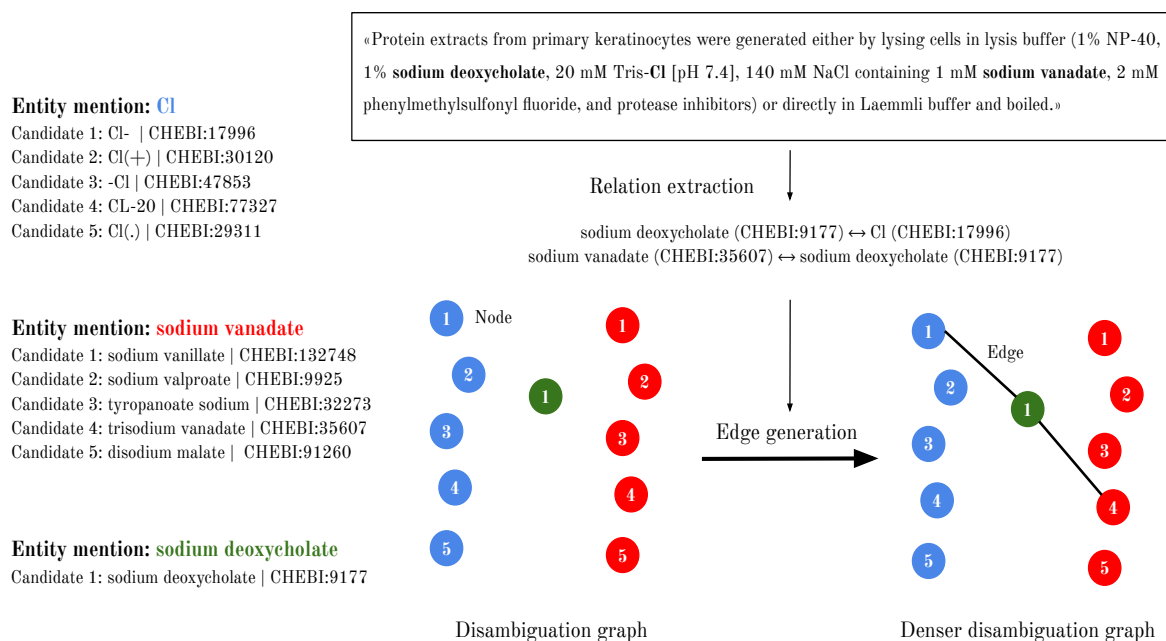 «Protein extracts from primary keratinocytes were generated either by lysing cells in lysis buffer (1% NP-40,
1% sodium deoxycholate, 20 mM Tris-Cl [pH 7.4], 140 mM NaCl containing 1 mM sodium vanadate, 2 mM
phenylmethylsulfonyl fluoride, and protease inhibitors) or directly in Laemmli buffer and boiled.»
Entity mention: Cl
Candidate 1: Cl- | CHEBI:17996
Candidate 2: Cl(+) | CHEBI:30120
Candidate 3: -Cl | CHEBI:47853
Candidate 4: CL-20 | CHEBI:77327
Candidate 5: Cl(.) | CHEBI:29311
Relation extraction
sodium deoxycholate (CHEBI:9177) ↔ Cl (CHEBI:17996)
sodium vanadate (CHEBI:35607) ↔ sodium deoxycholate (CHEBI:9177)
Entity mention: sodium vanadate
Candidate 1: sodium vanillate | CHEBI:132748
Candidate 2: sodium valproate | CHEBI:9925
Candidate 3: tyropanoate sodium | CHEBI:32273
Candidate 4: trisodium vanadate | CHEBI:35607
Candidate 5: disodium malate | CHEBI:91260
Entity mention: sodium deoxycholate
Candidate 1: sodium deoxycholate | CHEBI:9177
1 Node
2
3
4
5
1
1
2
3
4
5
Disambiguation graph
Edge generation
1
2
3
4
5
Edge
1
1
2
3
4
5
Denser disambiguation graph